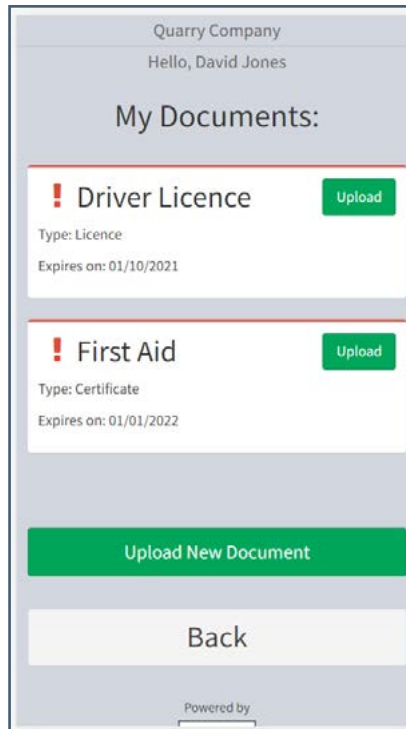 Quarry Company
Hello, David Jones
My Documents:
! Driver Licence Upload
Type: Licence
Expires on: 01/10/2021
! First Aid Upload
Type: Certificate
Expires on: 01/01/2022
Upload New Document
Back
Powered by